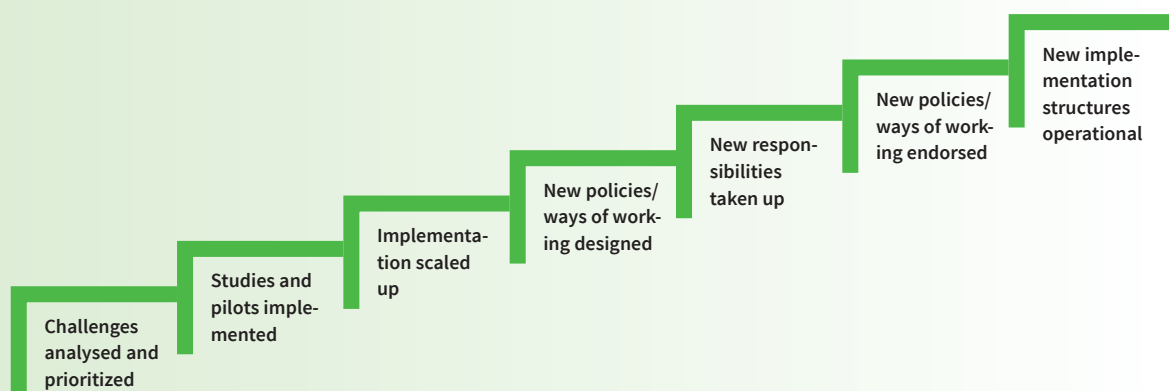 Challenges
analysed and
prioritized
Studies and
pilots imple-
mented
Implementa-
tion scaled
up
New policies/
ways of work-
ing designed
New respon-
sibilities
taken up
New policies/
ways of work-
ing endorsed
New imple-
mentation
structures
operational